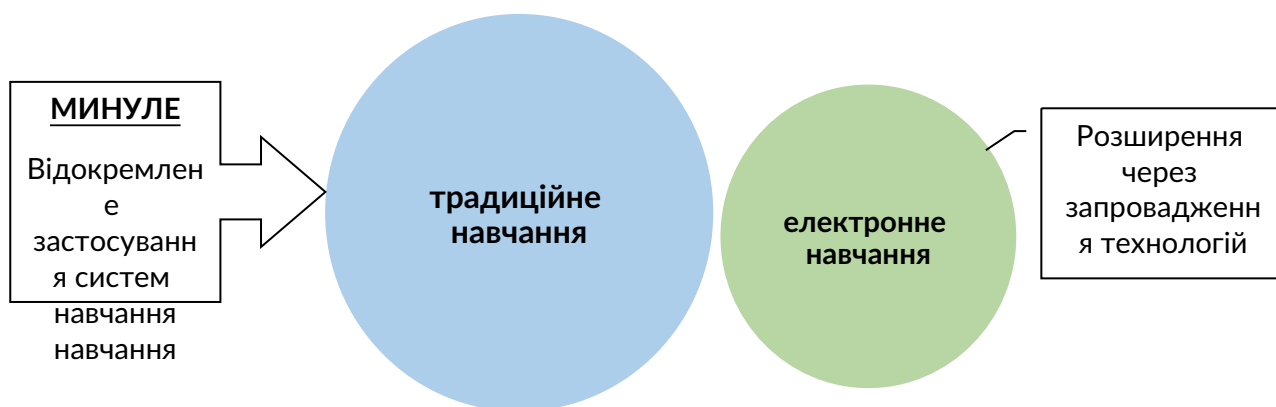 МИНУЛЕ
Відокремлен
е
застосуванн
я систем
навчання
навчання
традиційне
навчання
електронне
навчання
Розширення
через
запровадженн
я технологій